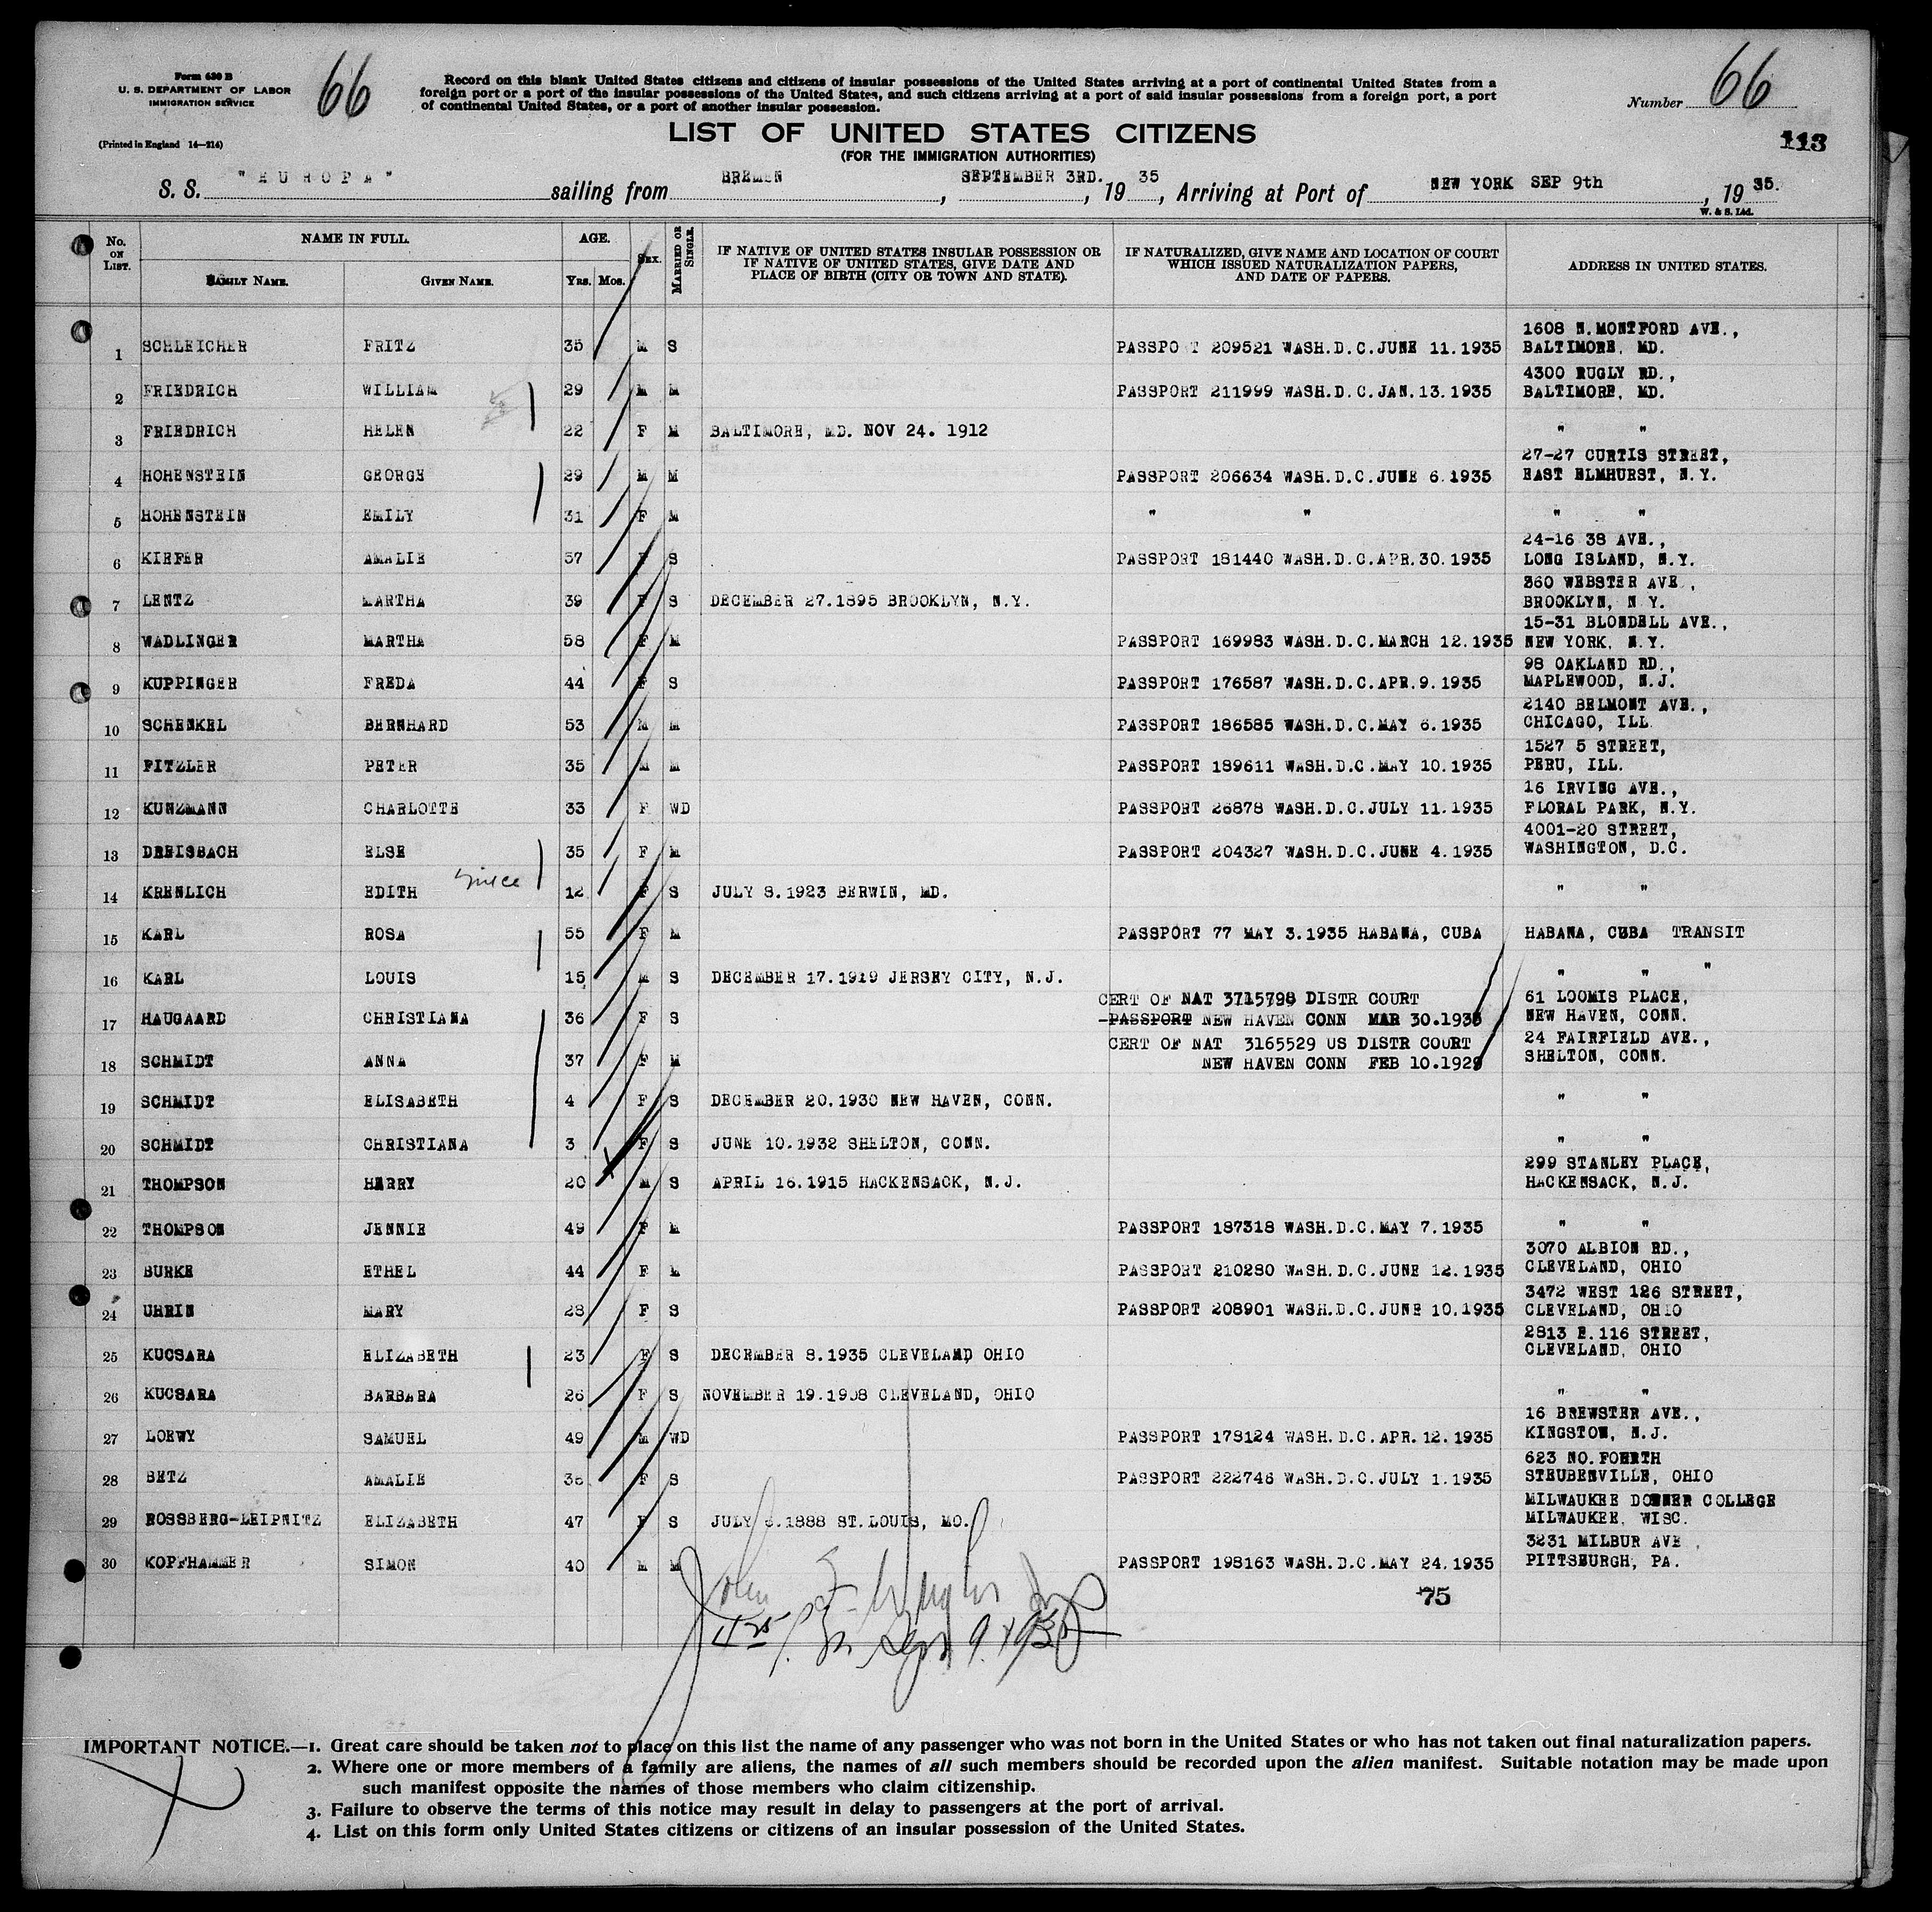 Form 630 B
U. S. DEPARTMENT OF LABOR
IMMIGRATION SERVICE
(Printed in England 14—214)
66
Record on this blank United States citizens and citizens of insular possessions of the United States arriving at a port of continental United States from a
foreign port or a port of the insular possessions of the United States, and such citizens arriving at a port of said insular possessions from a foreign port, a port
of continental United States, or a port of another insular possession.
Number 66
113
LIST OF UNITED STATES CITIZENS
(FOR THE IMMIGRATION AUTHORITIES)
S. S. "EUROPA" sailing from BREMEN, SEPTEMBER 3RD., 1935, Arriving at Port of NEW YORK SEP 9th, 1935.
W. & S. Ltd.
No. ON LIST. NAME IN FULL. AGE. SEX. MARRIED OR SINGLE. IF NATIVE OF UNITED STATES INSULAR POSSESSION OR IF NATIVE OF UNITED STATES, GIVE DATE AND PLACE OF BIRTH (CITY OR TOWN AND STATE). IF NATURALIZED, GIVE NAME AND LOCATION OF COURT WHICH ISSUED NATURALIZATION PAPERS, AND DATE OF PAPERS. ADDRESS IN UNITED STATES.
FAMILY NAME. GIVEN NAME. YRS. MOS.
1608 N.MONTFORD AVE.,
1 SCHLEICHER FRITZ 35 M S PASSPO T 209521 WASH.D.C.JUNE 11.1935 BALTIMORE, MD.
4300 RUGLY RD.,
2 FRIEDRICH WILLIAM 29 M M PASSPORT 211999 WASH.D.C.JAN.13.1935 BALTIMORE, MD.
3 FRIEDRICH HELEN 22 F M BALTIMORE, MD. NOV 24. 1912 " "
27-27 CURTIS STREET,
4 HOHENSTEIN GEORGE 29 M M PASSPORT 206634 WASH.D.C.JUNE 6.1935 EAST ELMHURST, N.Y.
5 HOHENSTEIN EMILY 31 F M " " " "
24-16 38 AVE.,
6 KIEFER AMALIE 57 F S PASSPORT 181440 WASH.D.C.APR.30.1935 LONG ISLAND, N.Y.
360 WEBSTER AVE.,
7 LENTZ MARTHA 39 F S DECEMBER 27.1895 BROOKLYN, N.Y. BROOKLYN, N Y.
15-31 BLONDELL AVE.,
8 WADLINGER MARTHA 58 F M PASSPORT 169983 WASH.D.C.MARCH 12.1935 NEW YORK, N.Y.
98 OAKLAND RD.,
9 KUPPINGER FREDA 44 F S PASSPORT 176587 WASH.D.C.APR.9.1935 MAPLEWOOD, N.J.
2140 BELMONT AVE.,
10 SCHENKEL BERNHARD 53 M M PASSPORT 186585 WASH.D.C.MAY 6.1935 CHICAGO, ILL
1527 5 STREET,
11 FITZLER PETER 35 M M PASSPORT 189611 WASH.D.C.MAY 10.1935 PERU, ILL.
16 IRVING AVE.,
12 KUNZMANN CHARLOTTE 33 F WD PASSPORT 26878 WASH.D.C.JULY 11.1935 FLORAL PARK, N.Y.
4001-20 STREET,
13 DREISBACH ELSE 35 F M PASSPORT 204327 WASH.D.C.JUNE 4.1935 WASHINGTON, D.C.
14 KRENLICH EDITH niece 12 F S JULY 8.1923 BERWIN, MD. " "
15 KARL ROSA 55 F M PASSPORT 77 MAY 3.1935 HABANA, CUBA HABANA, CUBA TRANSIT
16 KARL LOUIS 15 M S DECEMBER 17.1919 JERSEY CITY, N.J. " " "
CERT OF NAT 3715798 DISTR COURT 61 LOOMIS PLACE,
17 HAUGAARD CHRISTIANA 36 F S PASSPORT NEW HAVEN CONN MAR 30.1935 NEW HAVEN, CONN.
CERT OF NAT 3165529 US DISTR COURT 24 FAIRFIELD AVE.,
18 SCHMIDT ANNA 37 F M NEW HAVEN CONN FEB 10.1929 SHELTON, CONN.
19 SCHMIDT ELISABETH 4 F S DECEMBER 20.1930 NEW HAVEN, CONN. " "
20 SCHMIDT CHRISTIANA 3 F S JUNE 10.1932 SHELTON, CONN. " "
299 STANLEY PLACE,
21 THOMPSON HARRY 20 M S APRIL 16.1915 HACKENSACK, N.J. HACKENSACK, N.J.
22 THOMPSON JENNIE 49 F M PASSPORT 187318 WASH.D.C.MAY 7.1935 " "
3070 ALBION RD.,
23 BURKE ETHEL 44 F M PASSPORT 210280 WASH.D.C.JUNE 12.1935 CLEVELAND, OHIO
3472 WEST 126 STREET,
24 UHRIN MARY 28 F S PASSPORT 208901 WASH.D.C.JUNE 10.1935 CLEVELAND, OHIO
2813 E.116 STREET,
25 KUCSARA ELIZABETH 23 F S DECEMBER 8.1935 CLEVELAND OHIO CLEVELAND, OHIO
26 KUCSARA BARBARA 26 F S NOVEMBER 19.1908 CLEVELAND, OHIO " "
16 BREWSTER AVE.,
27 LOEWY SAMUEL 49 M WD PASSPORT 178124 WASH.D.C.APR.12.1935 KINGSTON, N.J.
623 NO.FOURTH
28 BETZ AMALIE 36 F S PASSPORT 222746 WASH.D.C.JULY 1.1935 STEUBENVILLE, OHIO
MILWAUKEE DOWNER COLLEGE
29 ROSSBERG-LEIPNITZ ELIZABETH 47 F S JULY .1888 ST.LOUIS, MO. MILWAUKEE, WISC.
3231 MILBUR AVE
30 KOPFHAMMER SIMON 40 M M PASSPORT 198163 WASH.D.C.MAY 24.1935 PITTSBURGH, PA.
75
John
Sept 9. 1935
IMPORTANT NOTICE.—1. Great care should be taken not to place on this list the name of any passenger who was not born in the United States or who has not taken out final naturalization papers.
2. Where one or more members of a family are aliens, the names of all such members should be recorded upon the alien manifest. Suitable notation may be made upon
such manifest opposite the names of those members who claim citizenship.
3. Failure to observe the terms of this notice may result in delay to passengers at the port of arrival.
4. List on this form only United States citizens or citizens of an insular possession of the United States.